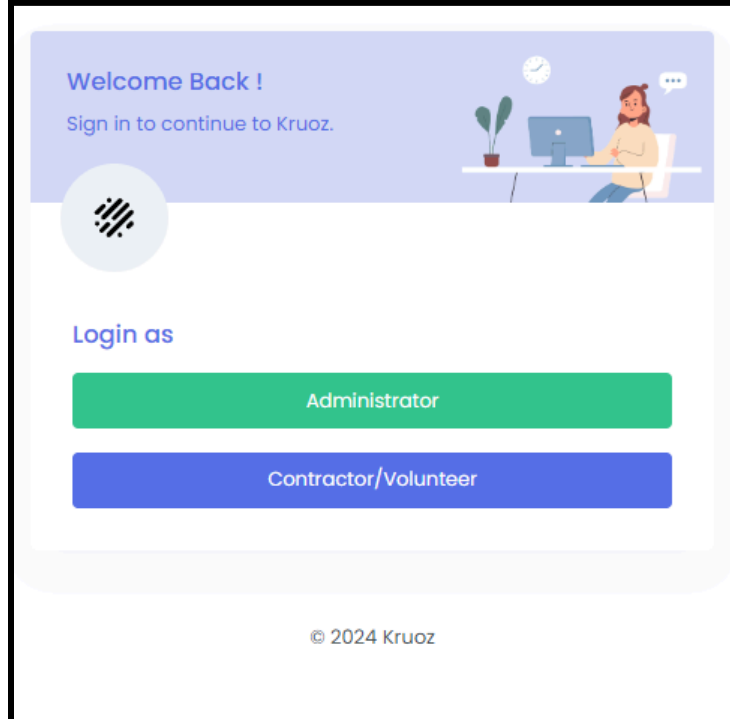 Welcome Back !
Sign in to continue to Kruoz.
Login as
Administrator
Contractor/Volunteer
© 2024 Kruoz